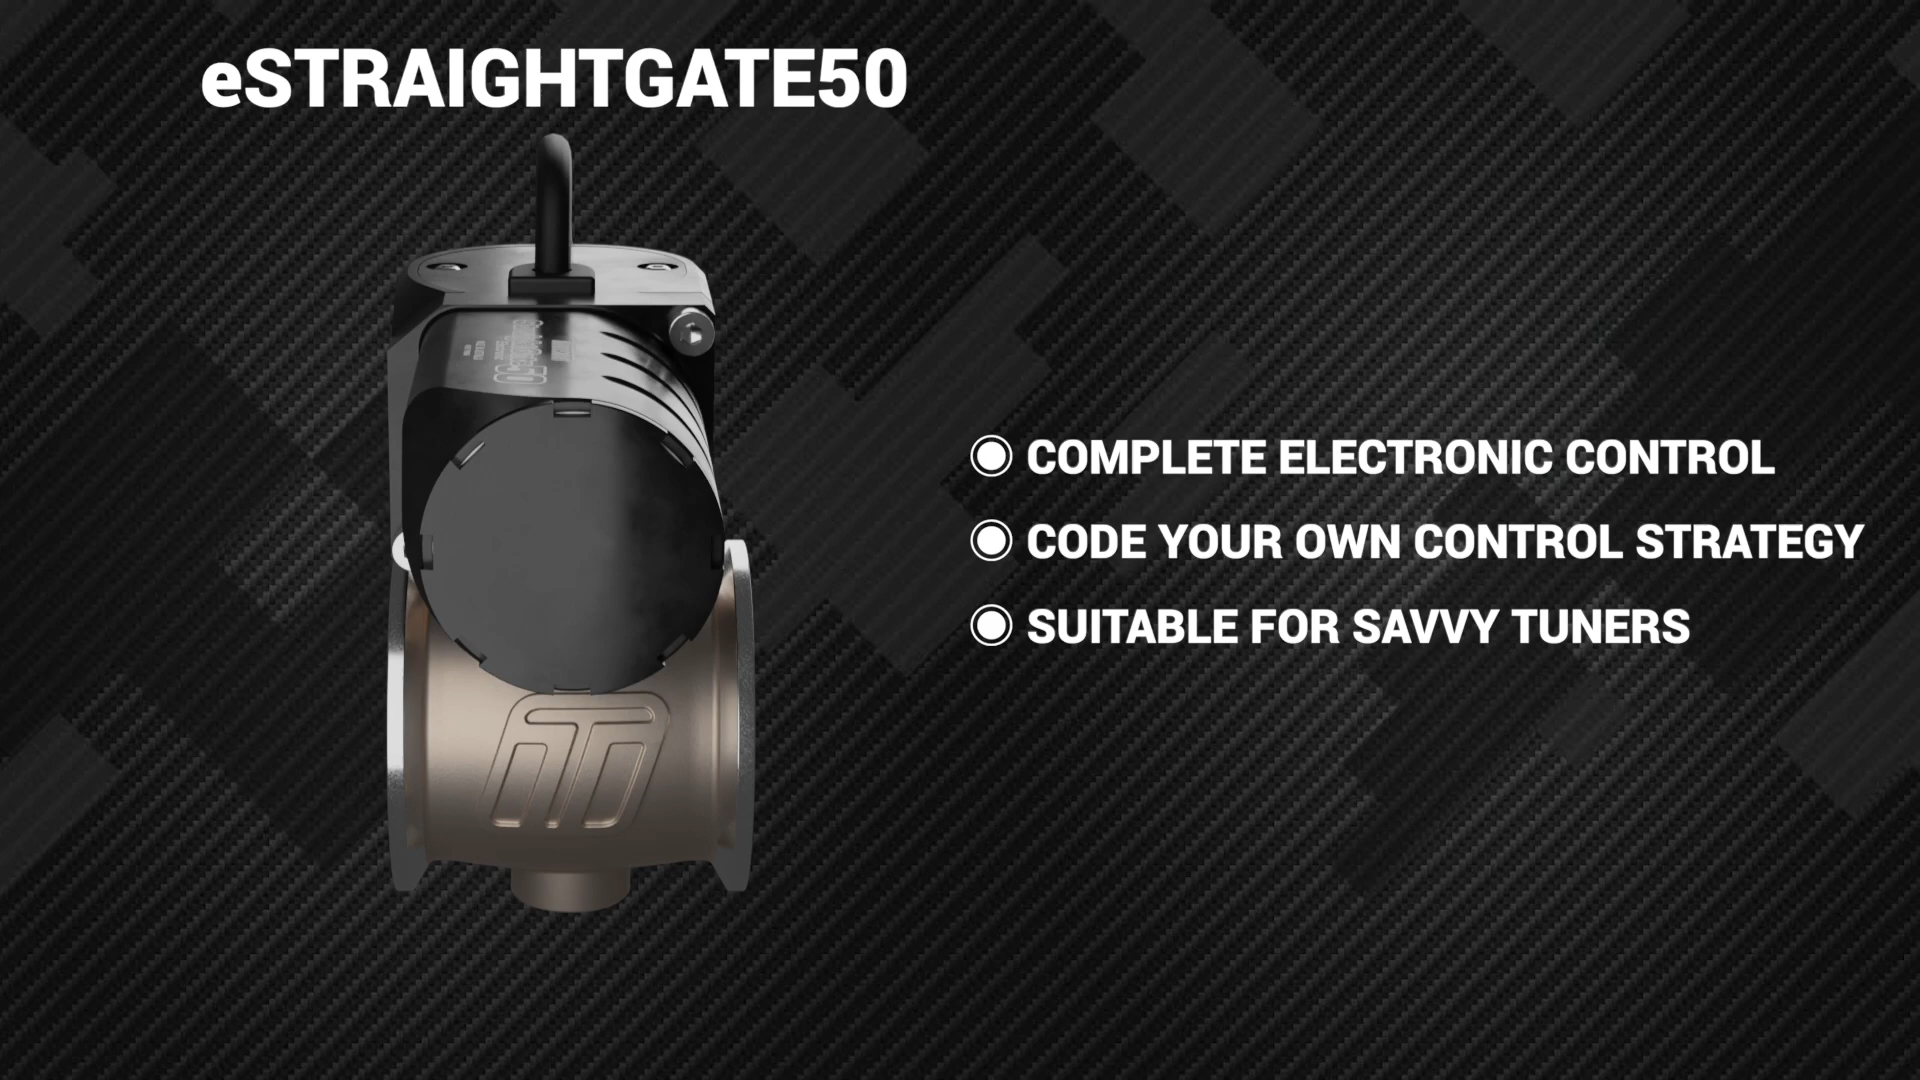 eSTRAIGHTGATE50
COMPLETE ELECTRONIC CONTROL
CODE YOUR OWN CONTROL STRATEGY
SUITABLE FOR SAVVY TUNERS